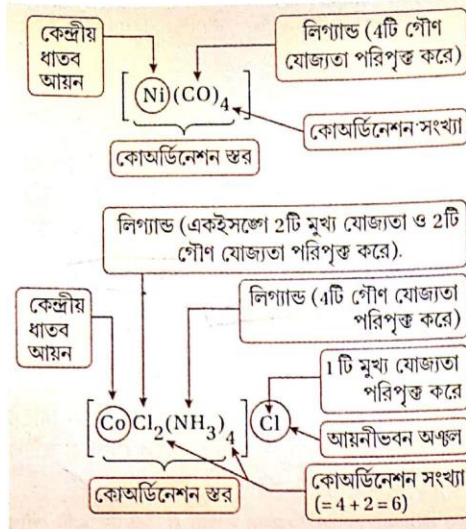 কেন্দ্রীয়
ধাতব
আয়ন
লিগ্যান্ড (4টি গৌণ
যোজ্যতা পরিপৃক্ত করে)
[Ni(CO)4]
কোঅর্ডিনেশন সংখ্যা
কোঅর্ডিনেশন স্তর
লিগ্যান্ড (একইসঙ্গে 2টি মুখ্য যোজ্যতা ও 2টি
গৌণ যোজ্যতা পরিপৃক্ত করে).
কেন্দ্রীয়
ধাতব
আয়ন
লিগ্যান্ড (4টি গৌণ যোজ্যতা
পরিপৃক্ত করে)
1 টি মুখ্য যোজ্যতা
পরিপৃক্ত করে
[CoCl2(NH3)4]Cl
আয়নীভবন অঞ্চল
কোঅর্ডিনেশন স্তর
কোঅর্ডিনেশন সংখ্যা
(= 4 + 2 = 6)